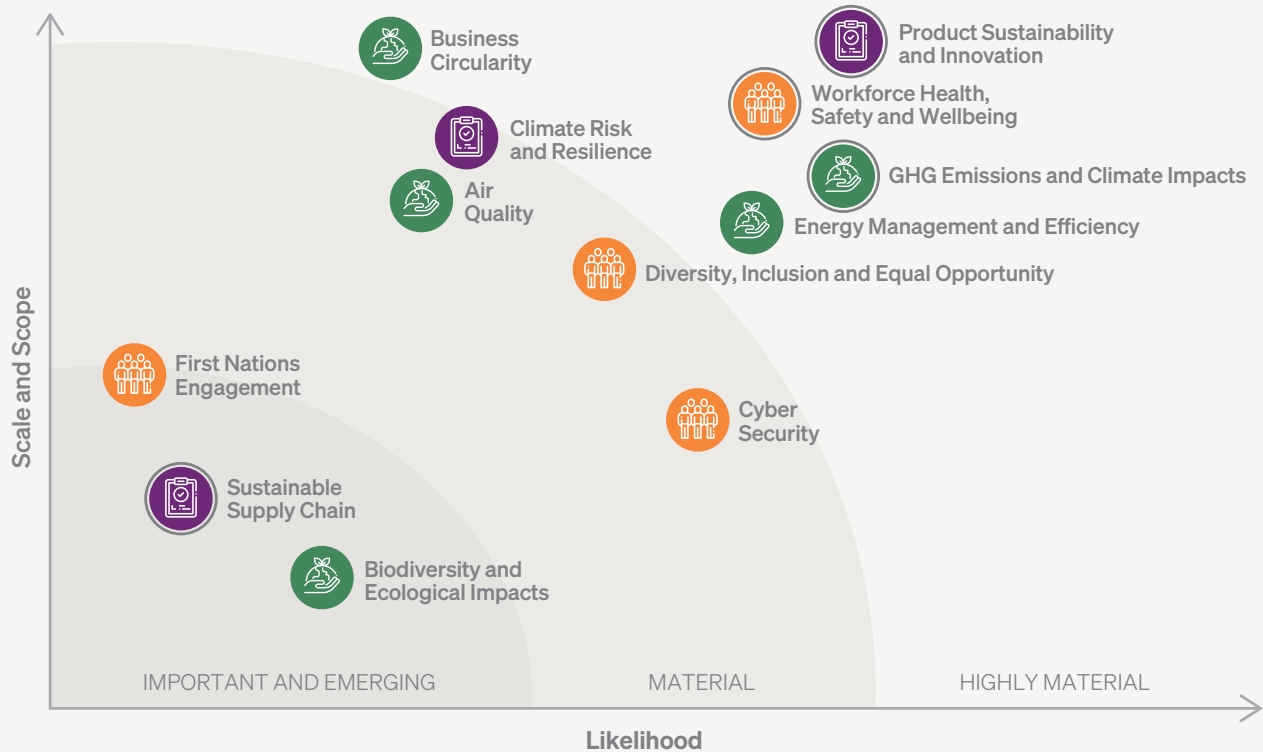 Business
Circularity
Product Sustainability
and Innovation
Workforce Health,
Safety and Wellbeing
Climate Risk
and Resilience
GHG Emissions and Climate Impacts
Air
Quality
Energy Management and Efficiency
Diversity, Inclusion and Equal Opportunity
Scale and Scope
First Nations
Engagement
Cyber
Security
Sustainable
Supply Chain
Biodiversity and
Ecological Impacts
IMPORTANT AND EMERGING
MATERIAL
HIGHLY MATERIAL
Likelihood